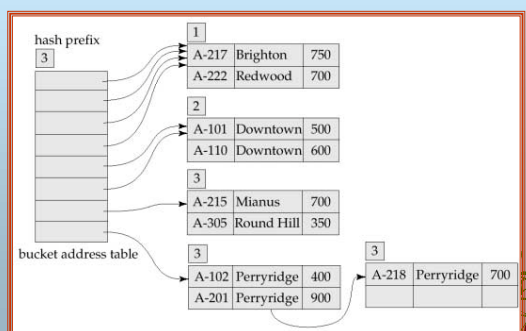 hash prefix
3
bucket address table
1
A-217 Brighton 750
A-222 Redwood 700
2
A-101 Downtown 500
A-110 Downtown 600
3
A-215 Mianus 700
A-305 Round Hill 350
3
A-102 Perryridge 400
A-201 Perryridge 900
3
A-218 Perryridge 700